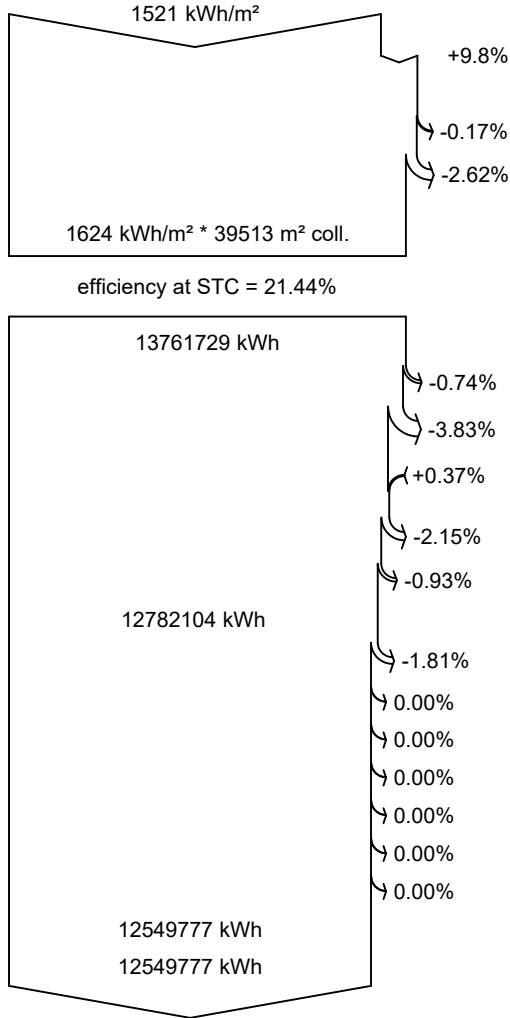 1521 kWh/m²
+9.8%
-0.17%
-2.62%
1624 kWh/m² * 39513 m² coll.
efficiency at STC = 21.44%
13761729 kWh
-0.74%
-3.83%
+0.37%
-2.15%
-0.93%
12782104 kWh
-1.81%
0.00%
0.00%
0.00%
0.00%
0.00%
0.00%
12549777 kWh
12549777 kWh